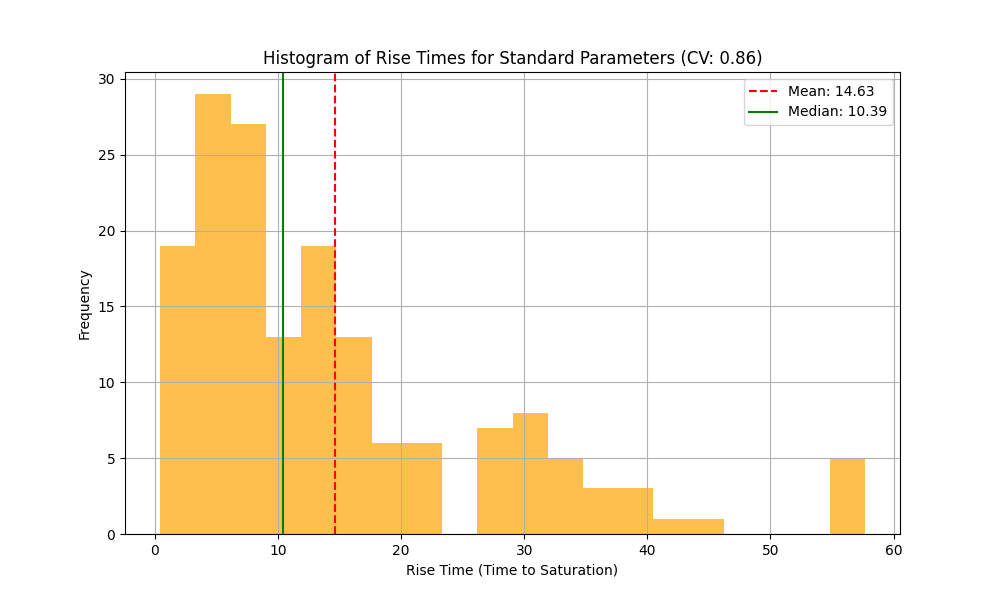 Histogram of Rise Times for Standard Parameters (CV: 0.86)
Mean: 14.63
Median: 10.39
Frequency
30
25
20
15
10
5
0
0 10 20 30 40 50 60
Rise Time (Time to Saturation)